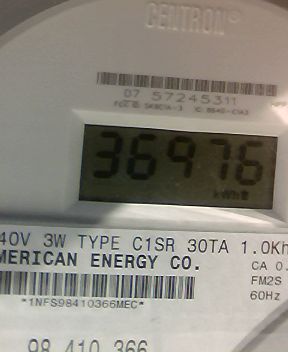 CENTRON®
07 57245311
36976
kWh
40V 3W TYPE C1SR 30TA 1.0Kh
MERICAN ENERGY CO.
CA 0.
*1NFS98410366MEC*
FM2S
60Hz
98 410 366